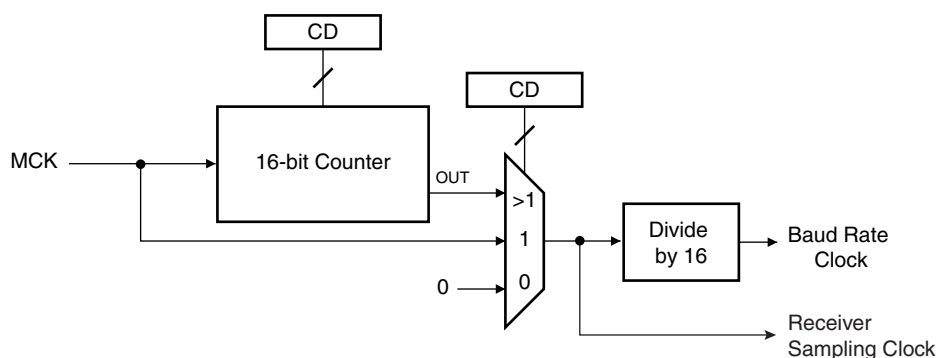 CD
CD
MCK
16-bit Counter
OUT
>1
1
0
0
Divide
by 16
Baud Rate
Clock
Receiver
Sampling Clock